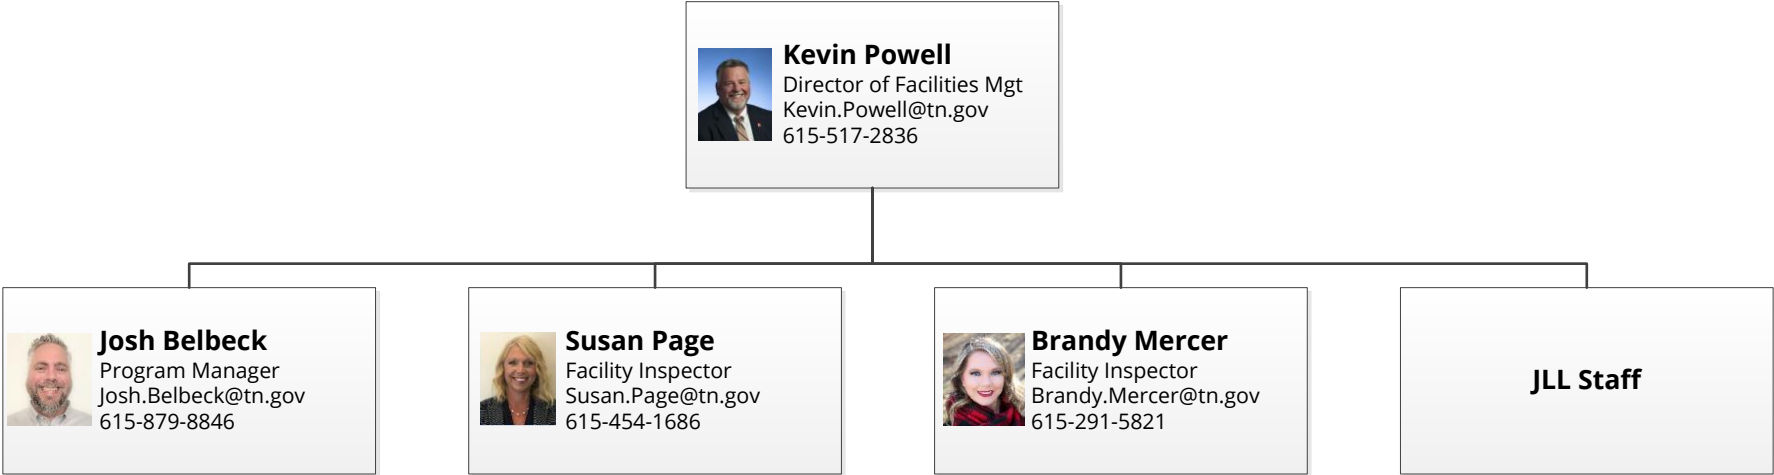 Kevin Powell
Director of Facilities Mgt
Kevin.Powell@tn.gov
615-517-2836
Josh Belbeck
Program Manager
Josh.Belbeck@tn.gov
615-879-8846
Susan Page
Facility Inspector
Susan.Page@tn.gov
615-454-1686
Brandy Mercer
Facility Inspector
Brandy.Mercer@tn.gov
615-291-5821
JLL Staff